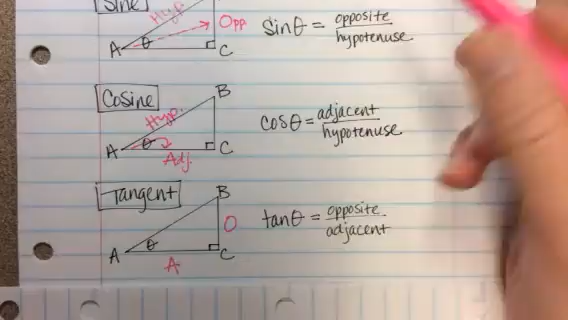 Sine
Hyp.
Opp
A θ C
sinθ = opposite
hypotenuse
Cosine
B
Hyp.
A θ C
Adj.
cosθ = adjacent
hypotenuse
Tangent
B
O
A θ C
A
tanθ = opposite
adjacent